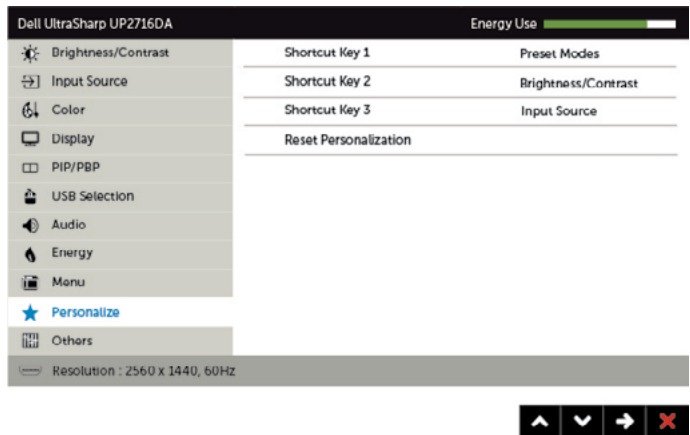 Dell UltraSharp UP2716DA Energy Use
Brightness/Contrast Shortcut Key 1 Preset Modes
Input Source Shortcut Key 2 Brightness/Contrast
Color Shortcut Key 3 Input Source
Display Reset Personalization
PIP/PBP
USB Selection
Audio
Energy
Menu
Personalize
Others
Resolution : 2560 x 1440, 60Hz